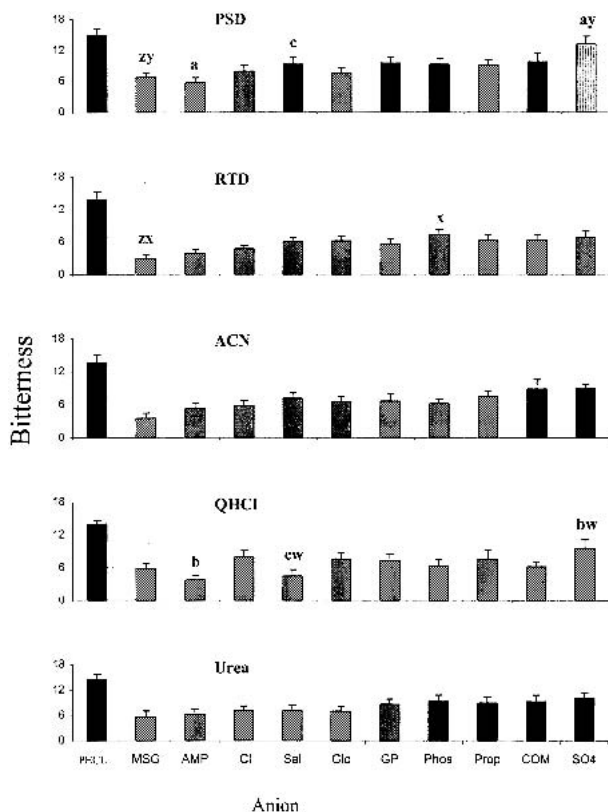 PSD
18
12
6
0
zy
a
c
ay
RTD
18
12
6
0
zx
x
ACN
18
12
6
0
Bitterness
QHCl
18
12
6
0
b
cw
bw
Urea
18
12
6
0
MSG AMP Cl Sal Glc GP Phos Prop COM SO4
Anion